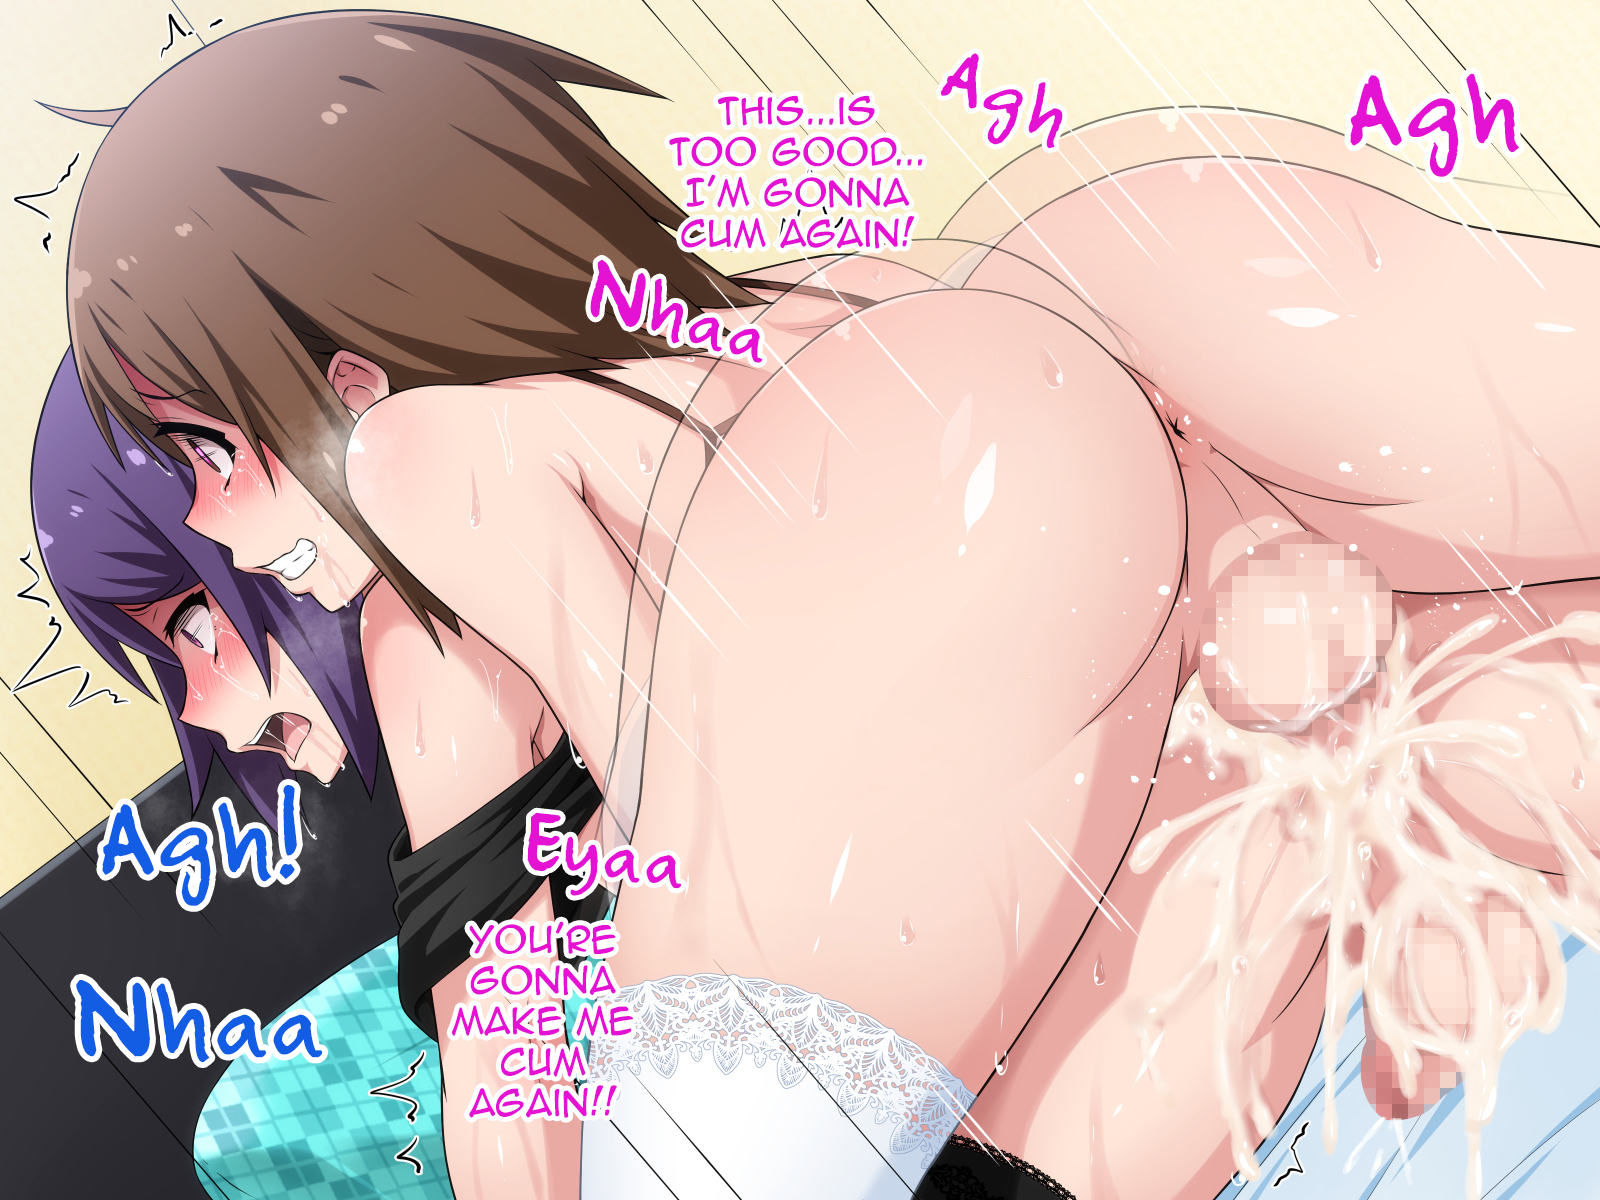 THIS...IS
TOO GOOD...
I'M GONNA
CUM AGAIN!
Agh
Agh
Nhaa
Agh!
Eyaa
Nhaa
YOU'RE
GONNA
MAKE ME
CUM
AGAIN!!